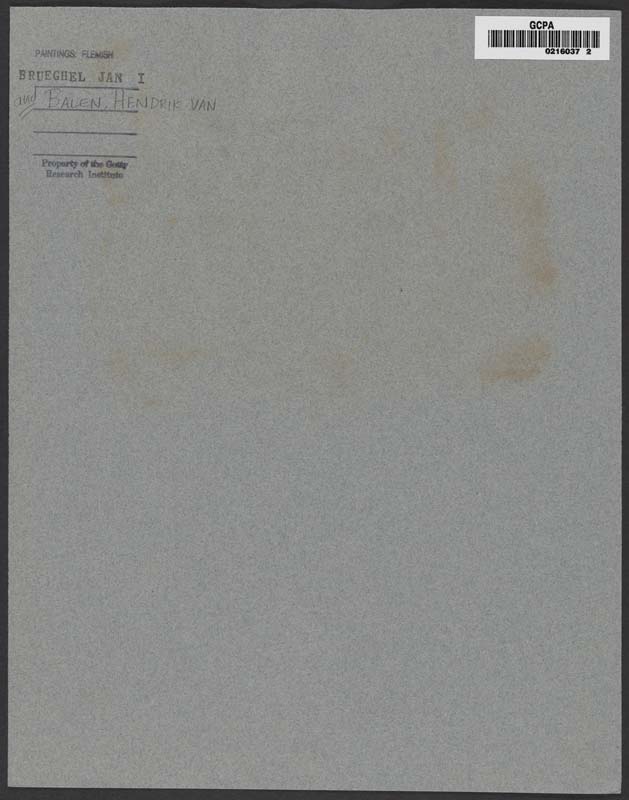 PAINTINGS: FLEMISH
BRUEGHEL JAN I
and BALEN, HENDRIK VAN
Property of the Getty
Research Institute
GCPA
0216037 2